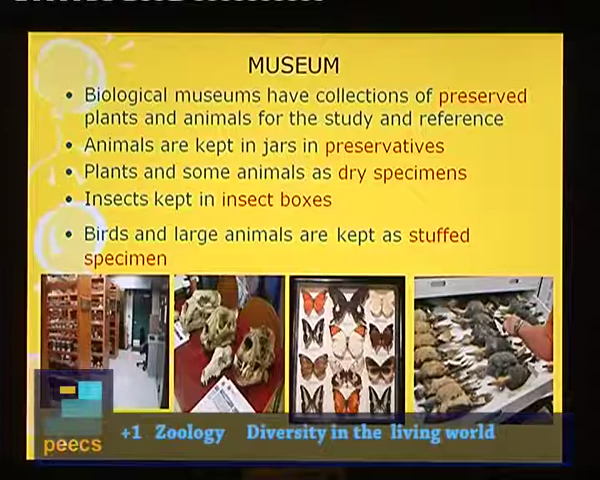 MUSEUM
• Biological museums have collections of preserved
plants and animals for the study and reference
• Animals are kept in jars in preservatives
• Plants and some animals as dry specimens
• Insects kept in insect boxes
• Birds and large animals are kept as stuffed
specimen
peecs
+1 Zoology Diversity in the living world